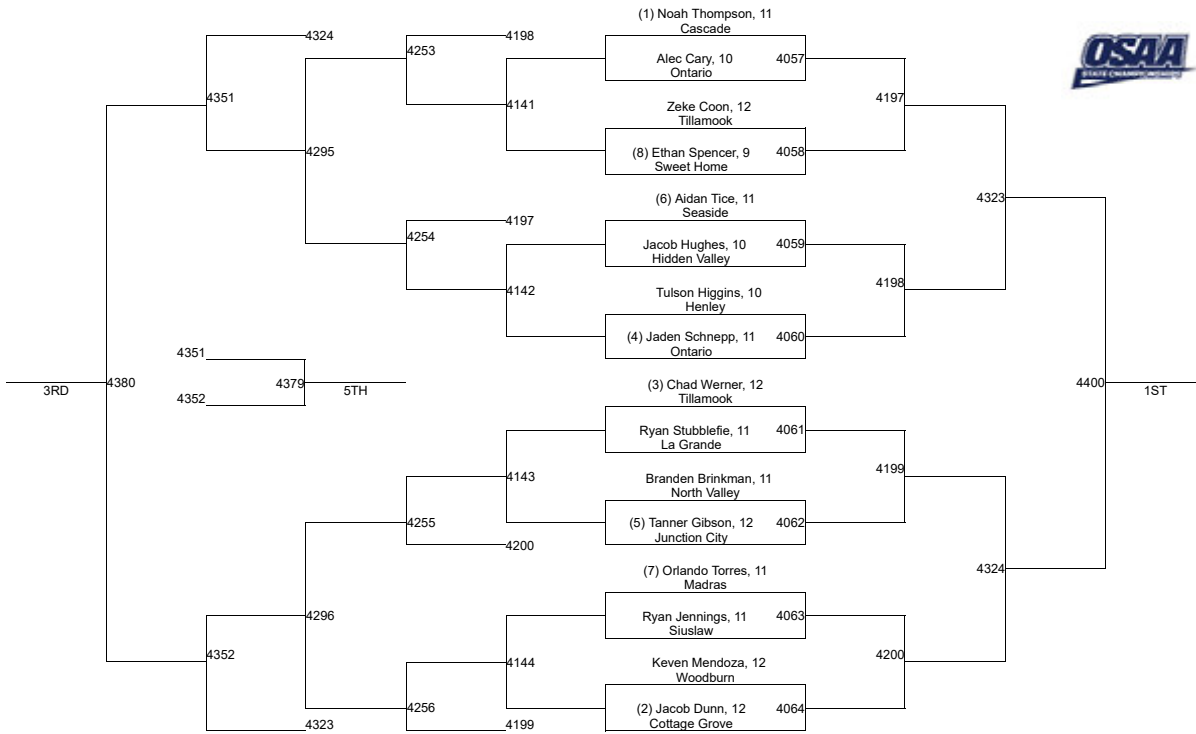 (1) Noah Thompson, 11
Cascade
4324
4198
4253
Alec Cary, 10
4057
Ontario
OSAA
STATE CHAMPIONSHIPS
4351
4141
Zeke Coon, 12
4197
Tillamook
4295
(8) Ethan Spencer, 9
4058
Sweet Home
(6) Aidan Tice, 11
Seaside
4323
4197
4254
Jacob Hughes, 10
4059
Hidden Valley
4142
Tulson Higgins, 10
4198
Henley
(4) Jaden Schnepp, 11
4060
Ontario
4351
3RD
4380
4379
5TH
(3) Chad Werner, 12
Tillamook
4400
1ST
4352
Ryan Stubblefie, 11
4061
La Grande
4143
Branden Brinkman, 11
4199
North Valley
4255
(5) Tanner Gibson, 12
4062
Junction City
4200
(7) Orlando Torres, 11
Madras
4324
4296
Ryan Jennings, 11
4063
Siuslaw
4352
4144
Keven Mendoza, 12
4200
Woodburn
4256
(2) Jacob Dunn, 12
4064
Cottage Grove
4323
4199